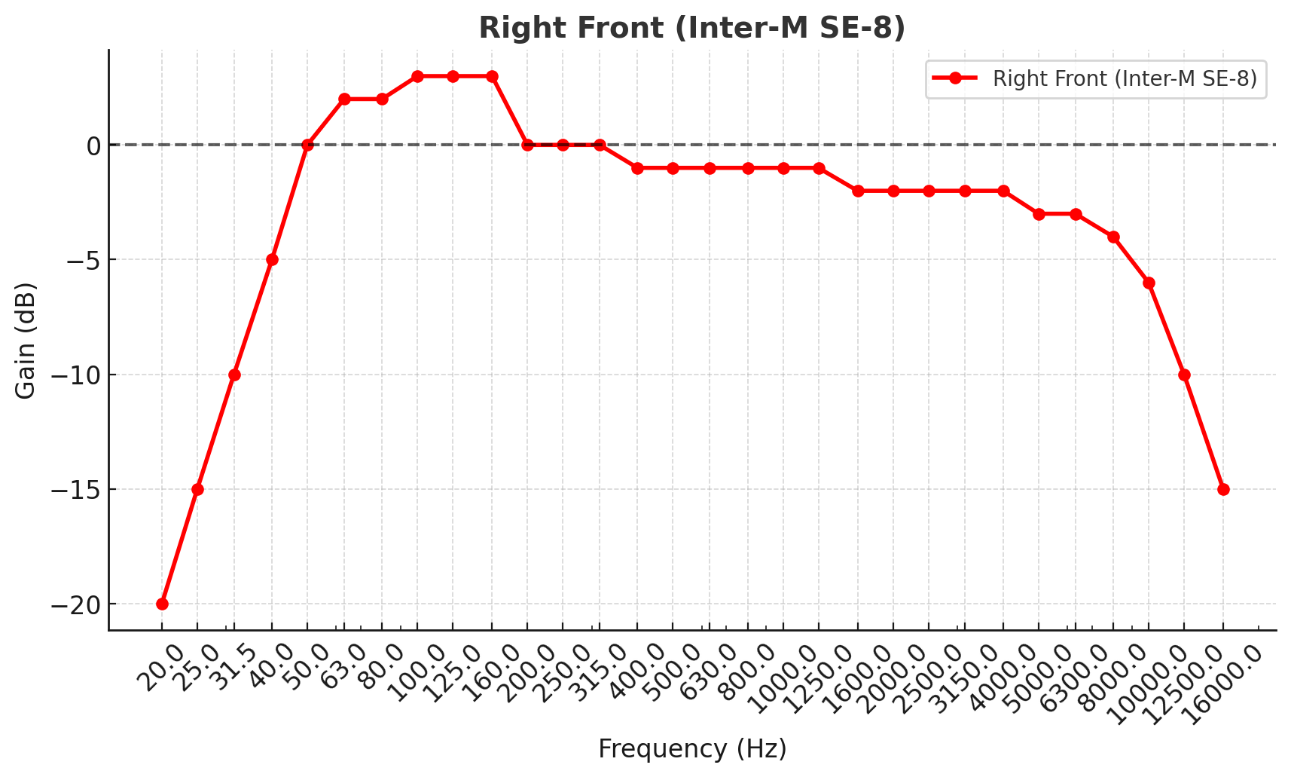 Right Front (Inter-M SE-8)
Right Front (Inter-M SE-8)
Gain (dB)
0
−5
−10
−15
−20
20.0 25.0 31.5 40.0 50.0 63.0 80.0 100.0 125.0 160.0 200.0 250.0 315.0 400.0 500.0 630.0 800.0 1000.0 1250.0 1600.0 2000.0 2500.0 3150.0 4000.0 5000.0 6300.0 8000.0 10000.0 12500.0 16000.0
Frequency (Hz)